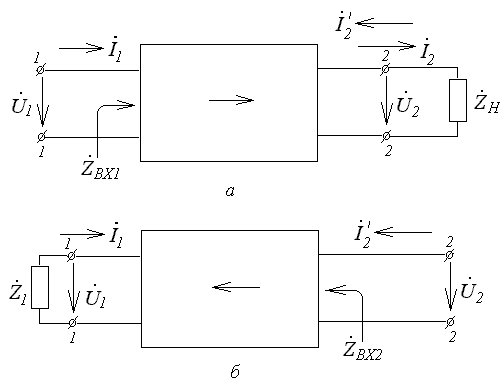 İ₂'
1 İ₁ 2 İ₂
U̇₁ U̇₂ Ż_H
1 2
Ż_BX1
а
1 İ₁ İ₂' 2
Ż₁ U̇₁ U̇₂
1 2
Ż_BX2
б